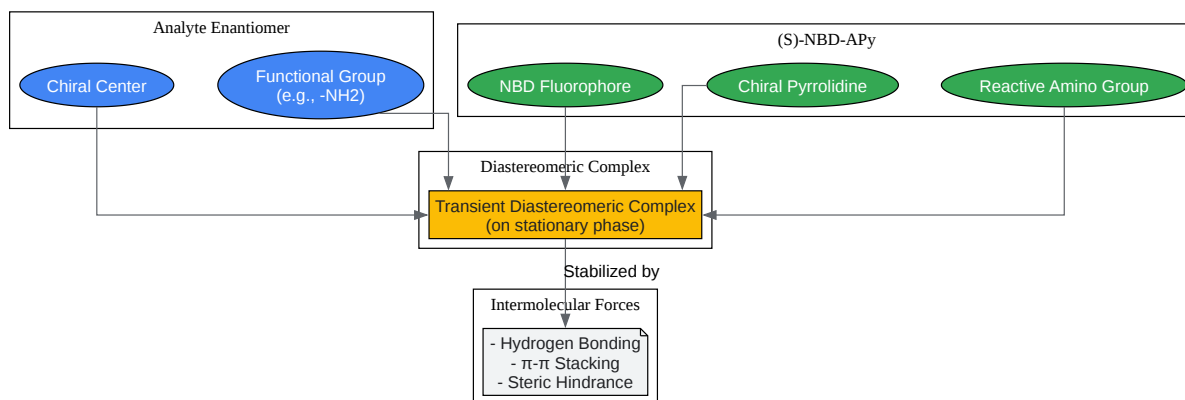 Analyte Enantiomer
Chiral Center
Functional Group
(e.g., -NH2)
(S)-NBD-APy
NBD Fluorophore
Chiral Pyrrolidine
Reactive Amino Group
Diastereomeric Complex
Transient Diastereomeric Complex
(on stationary phase)
Stabilized by
Intermolecular Forces
- Hydrogen Bonding
- π-π Stacking
- Steric Hindrance